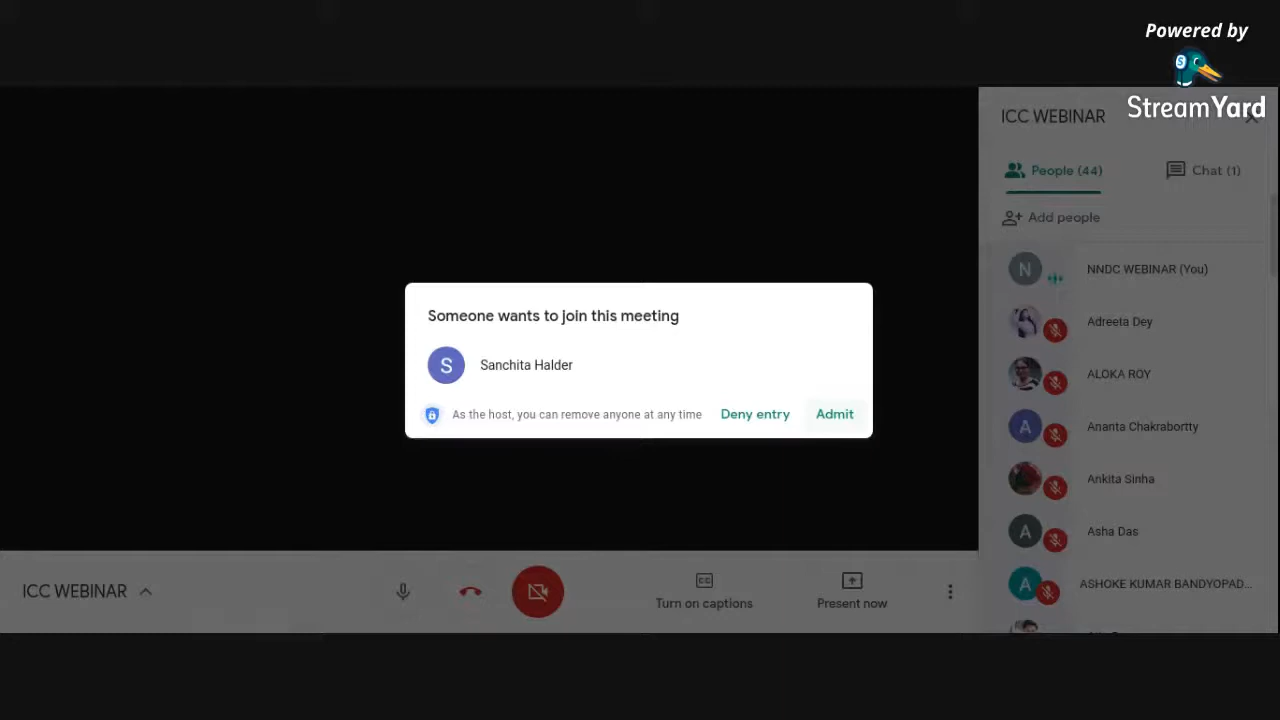 Powered by
StreamYard
ICC WEBINAR
People (44)
Chat (1)
Add people
N
NNDC WEBINAR (You)
Adreeta Dey
ALOKA ROY
A
Ananta Chakrabortty
Ankita Sinha
A
Asha Das
A
ASHOKE KUMAR BANDYOPAD...
Someone wants to join this meeting
S
Sanchita Halder
As the host, you can remove anyone at any time
Deny entry
Admit
ICC WEBINAR
Turn on captions
Present now